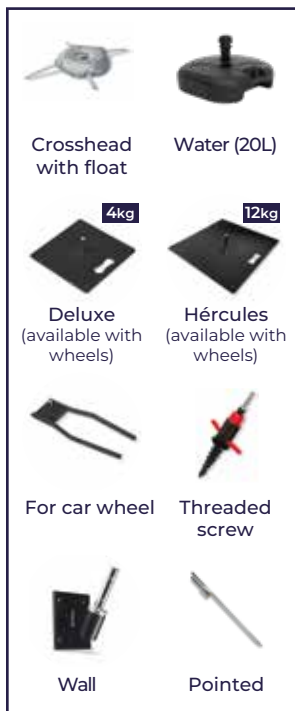 Crosshead
with float
Water (20L)
4kg
12kg
Deluxe
(available with
wheels)
Hércules
(available with
wheels)
For car wheel
Threaded
screw
Wall
Pointed